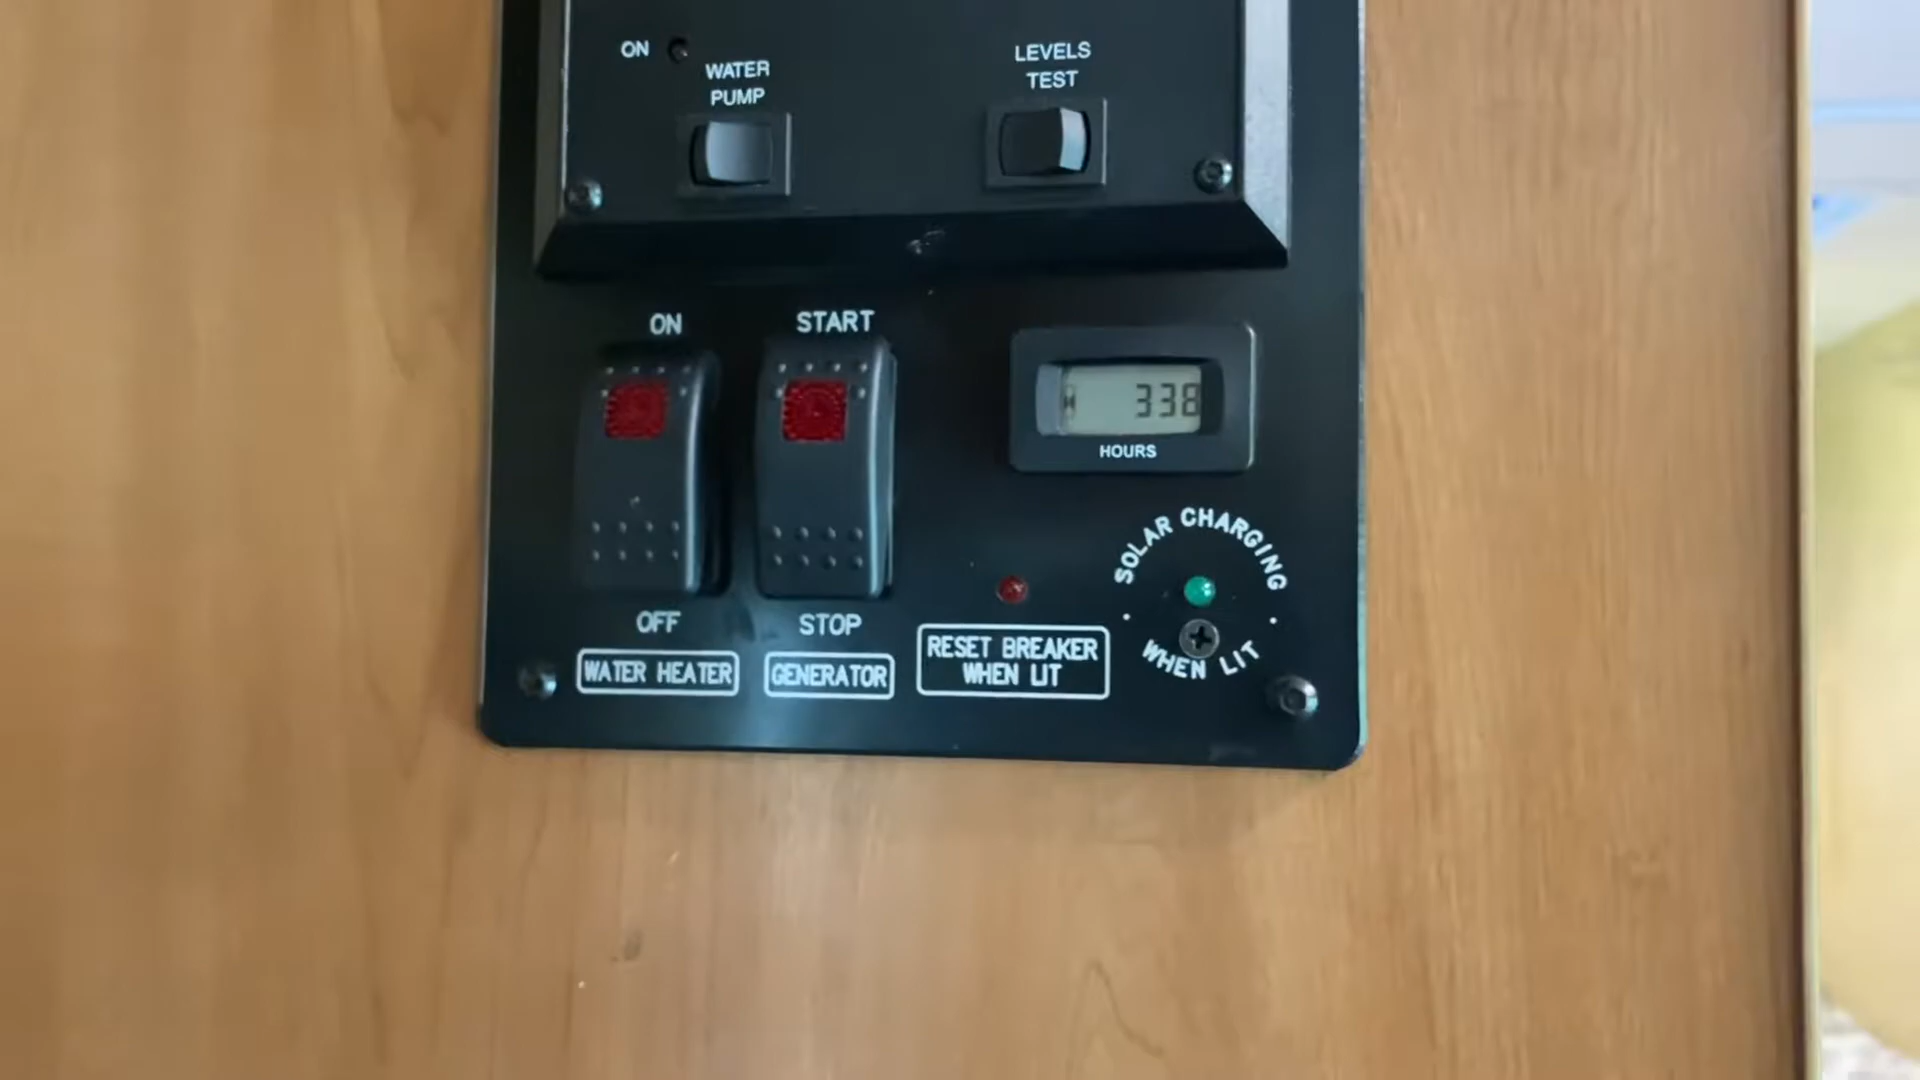 ON
WATER
PUMP
LEVELS
TEST
ON
START
338
HOURS
OFF
STOP
WATER HEATER
GENERATOR
RESET BREAKER
WHEN LIT
SOLAR CHARGING
WHEN LIT